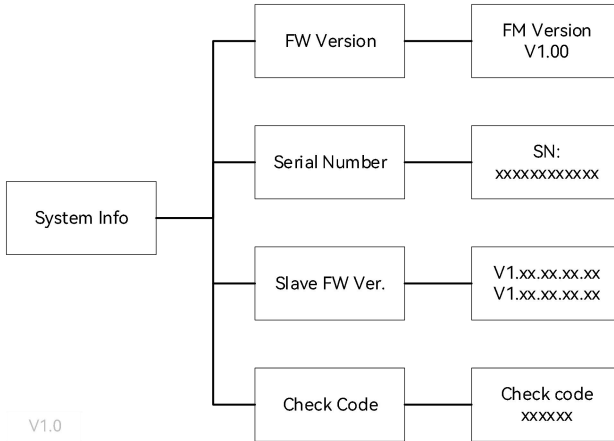 FW Version
FM Version
V1.00
Serial Number
SN:
xxxxxxxxxxxx
System Info
Slave FW Ver.
V1.xx.xx.xx.xx
V1.xx.xx.xx.xx
Check Code
Check code
xxxxxx
V1.0